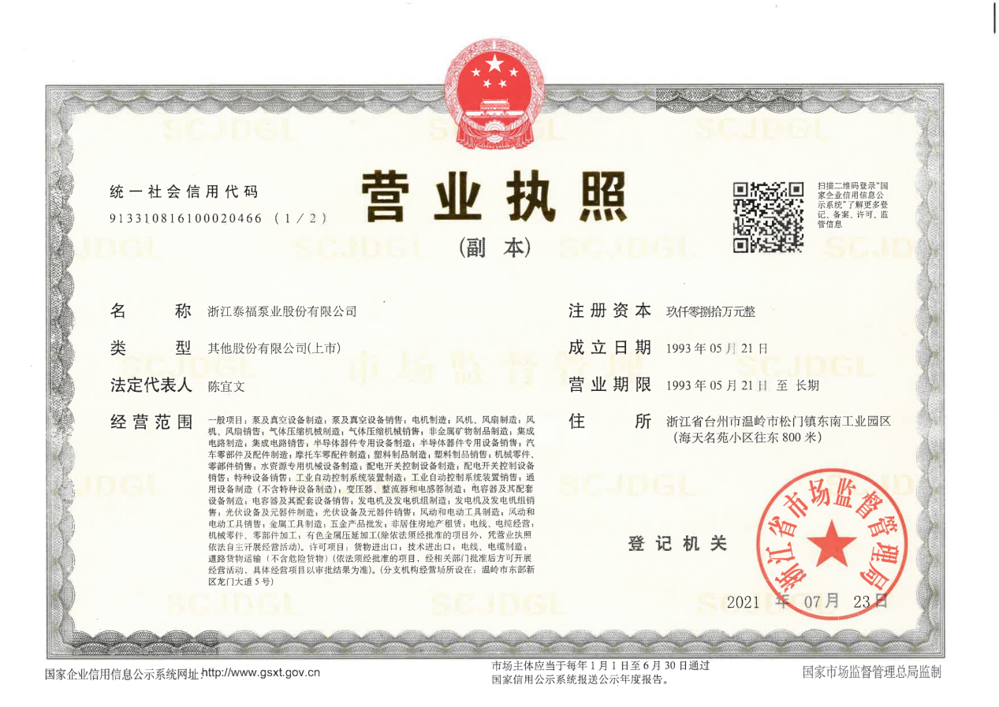 统一社会信用代码
913310816100020466 (1/2)
营业执照
(副 本)
扫描二维码登录"国
家企业信用信息公
示系统"了解更多登
记、备案、许可、监
管信息
名 称 浙江泰福泵业股份有限公司
类 型 其他股份有限公司(上市)
法定代表人 陈宜文
经营范围 一般项目：泵及真空设备制造；泵及真空设备销售；电机制造；风机、风扇制造；风
机、风扇销售；气体压缩机械制造；气体压缩机械销售；非金属矿物制品制造；集成
电路制造；集成电路销售；半导体器件专用设备制造；半导体器件专用设备销售；汽
车零部件及配件制造；摩托车零配件制造；塑料制品制造；塑料制品销售；机械零件、
零部件销售；水资源专用机械设备制造；配电开关控制设备制造；配电开关控制设备
销售；特种设备销售；工业自动控制系统装置制造；工业自动控制系统装置销售；通
用设备制造（不含特种设备制造）；变压器、整流器和电感器制造；电容器及其配套
设备制造；电容器及其配套设备销售；发电机及发电机组制造；发电机及发电机组销
售；光伏设备及元器件制造；光伏设备及元器件销售；风动和电动工具制造；风动和
电动工具销售；金属工具制造；五金产品批发；非居住房地产租赁；电线、电缆经营；
机械零件、零部件加工；有色金属压延加工(除依法须经批准的项目外，凭营业执照
依法自主开展经营活动)。许可项目：货物进出口；技术进出口；电线、电缆制造；
道路货物运输（不含危险货物）(依法须经批准的项目，经相关部门批准后方可开展
经营活动，具体经营项目以审批结果为准)。(分支机构经营场所设在：温岭市东部新
区龙门大道5号)
注册资本 玖仟零捌拾万元整
成立日期 1993年05月21日
营业期限 1993年05月21日 至 长期
住 所 浙江省台州市温岭市松门镇东南工业园区
（海天名苑小区往东800米）
登记机关
浙江省市场监督管理局
2021 年 07月 23日
国家企业信用信息公示系统网址:http://www.gsxt.gov.cn
市场主体应当于每年1月1日至6月30日通过
国家信用公示系统报送公示年度报告。
国家市场监督管理总局监制
SCJDGL
市场监督管理